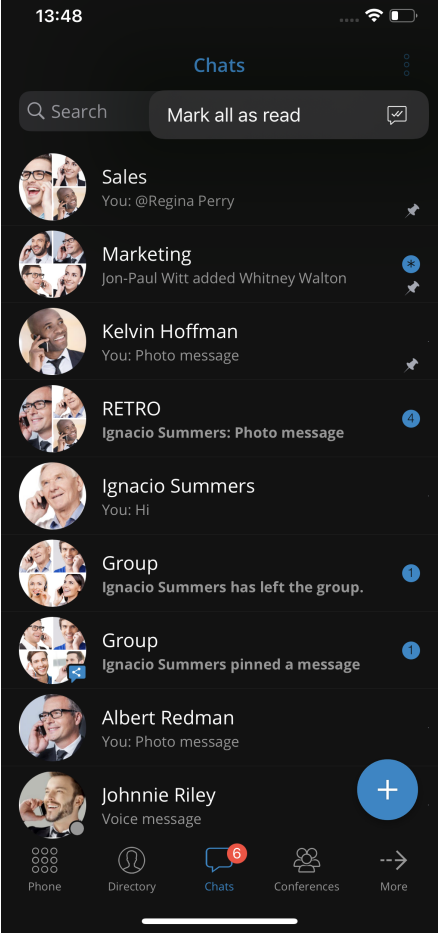 13:48
Chats
Search
Mark all as read
Sales
You: @Regina Perry
Marketing
Jon-Paul Witt added Whitney Walton
*
Kelvin Hoffman
You: Photo message
RETRO
Ignacio Summers: Photo message
4
Ignacio Summers
You: Hi
Group
Ignacio Summers has left the group.
1
Group
Ignacio Summers pinned a message
1
Albert Redman
You: Photo message
Johnnie Riley
Voice message
+
6
Phone
Directory
Chats
Conferences
More